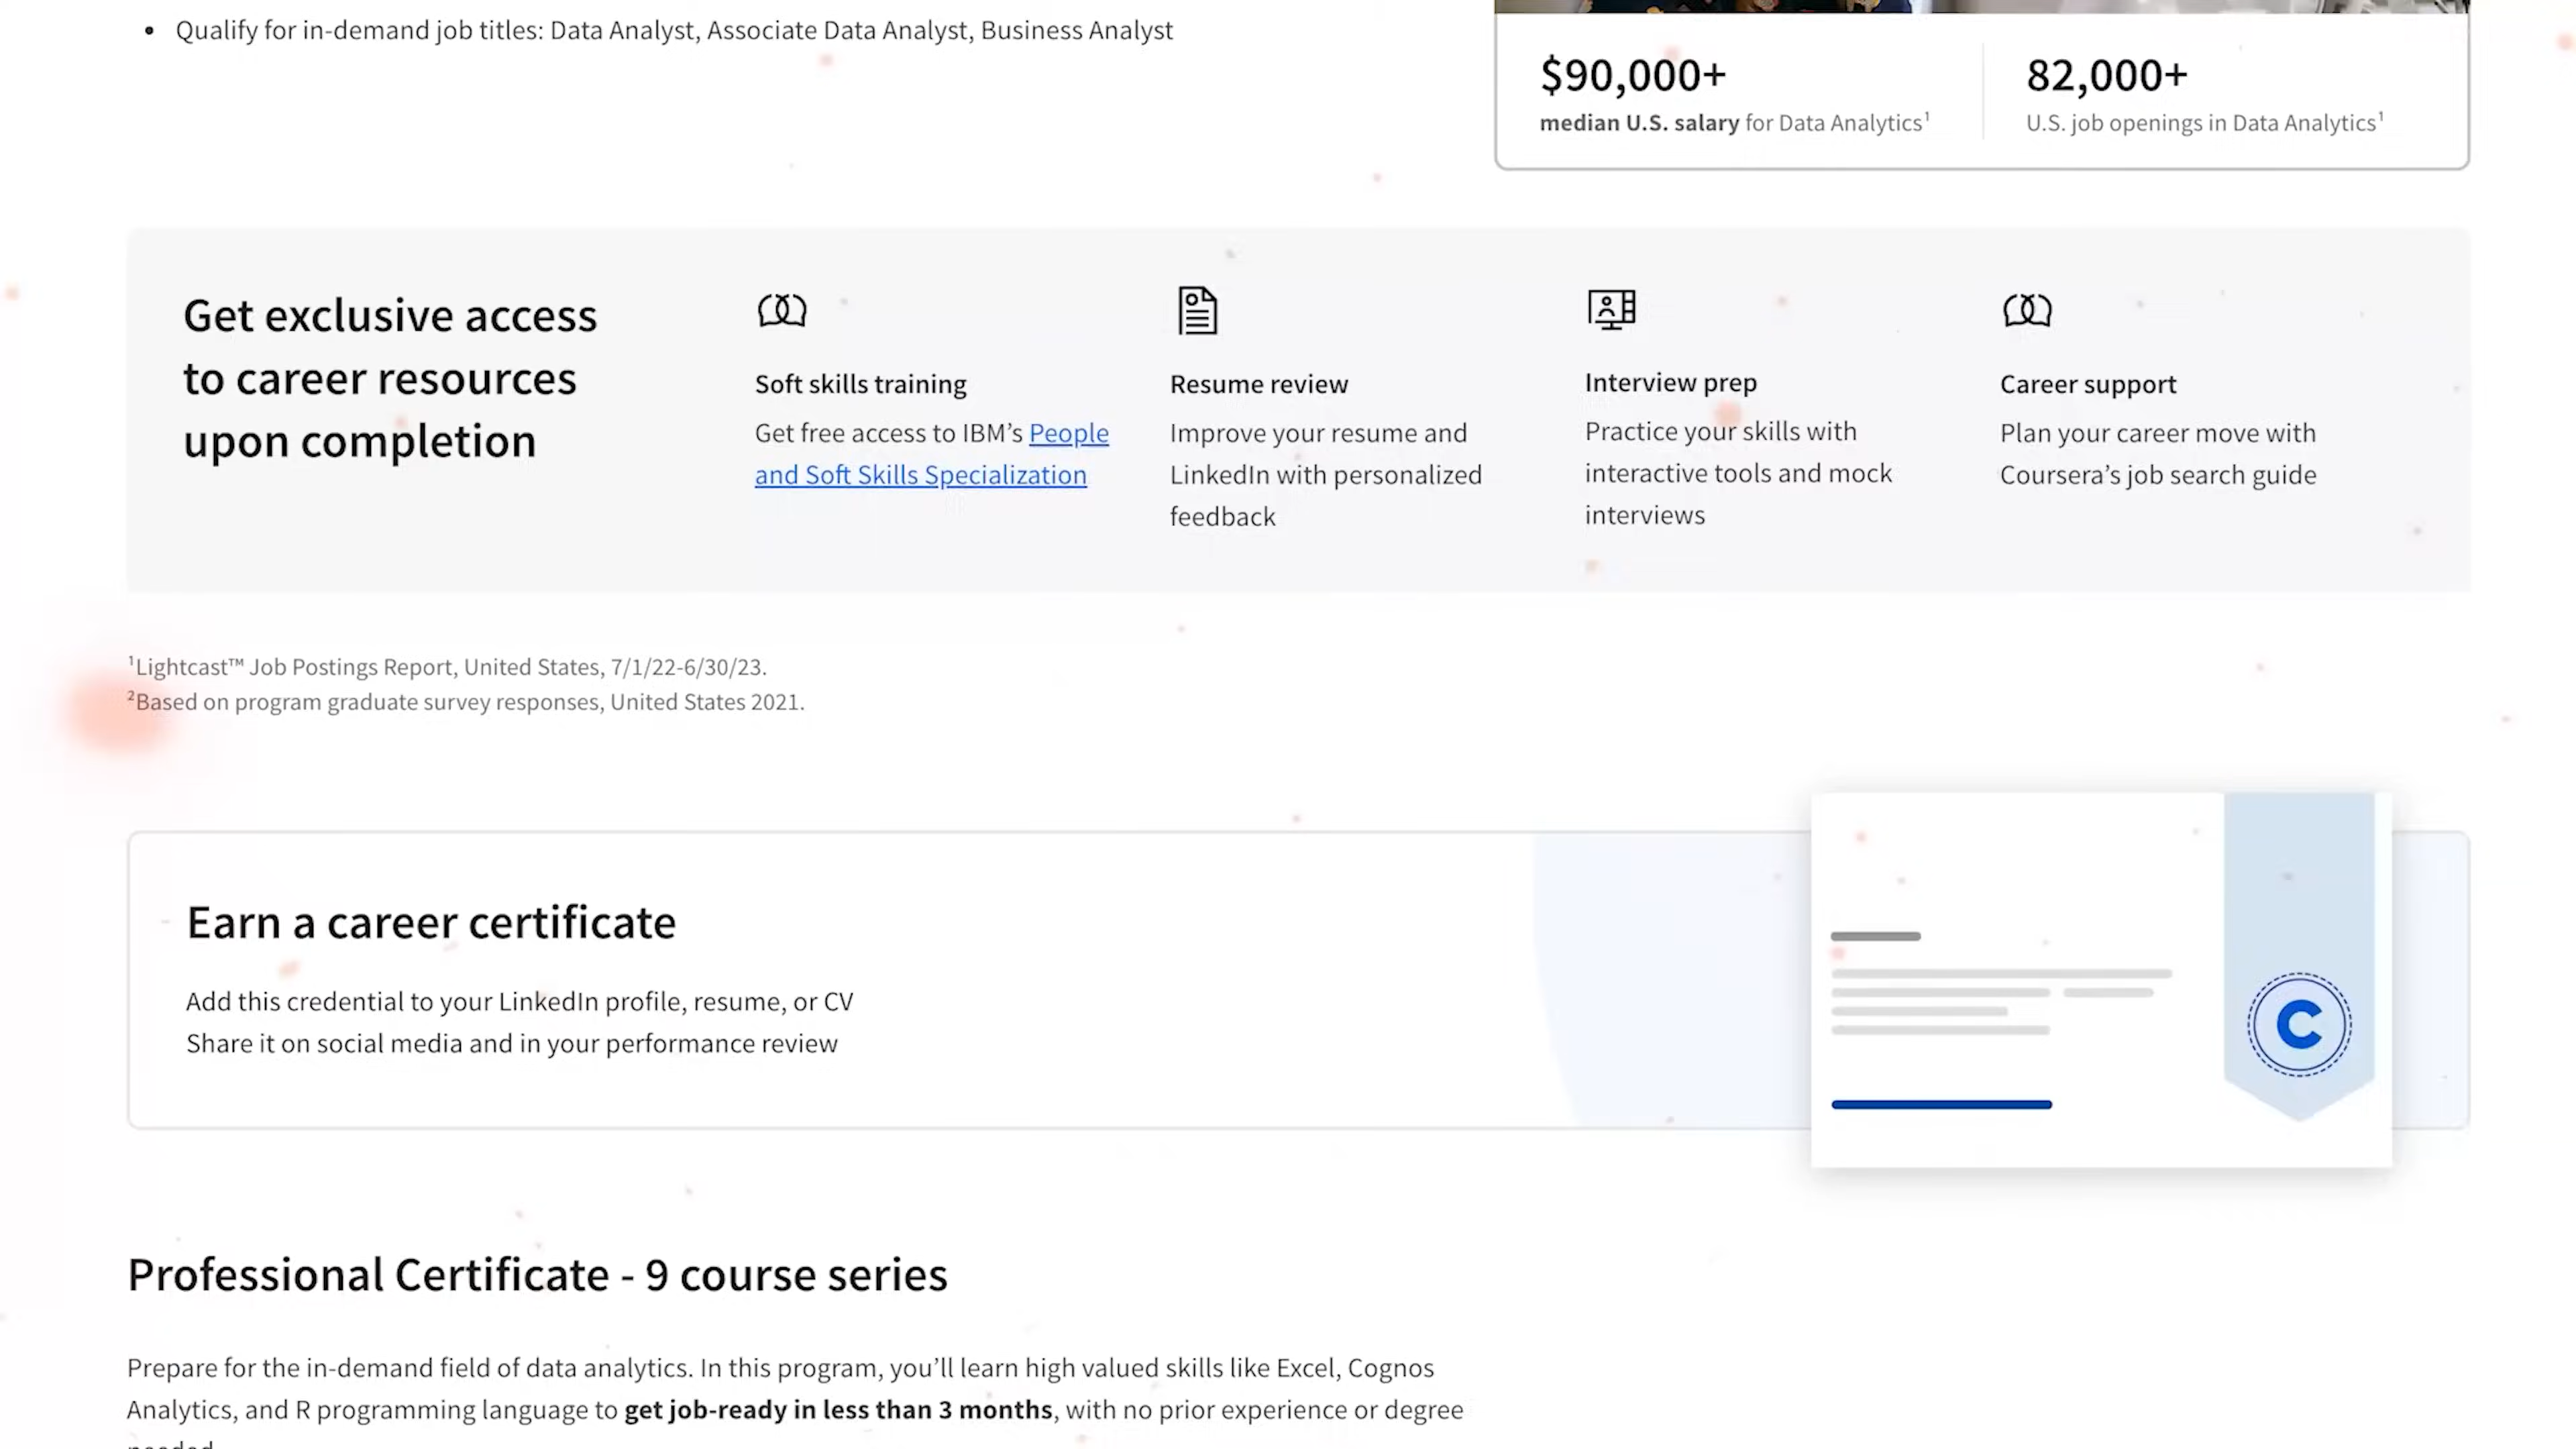 • Qualify for in-demand job titles: Data Analyst, Associate Data Analyst, Business Analyst
$90,000+
median U.S. salary for Data Analytics¹
82,000+
U.S. job openings in Data Analytics¹
Get exclusive access
to career resources
upon completion
Soft skills training
Get free access to IBM’s People
and Soft Skills Specialization
Resume review
Improve your resume and
LinkedIn with personalized
feedback
Interview prep
Practice your skills with
interactive tools and mock
interviews
Career support
Plan your career move with
Coursera’s job search guide
¹Lightcast™ Job Postings Report, United States, 7/1/22-6/30/23.
²Based on program graduate survey responses, United States 2021.
Earn a career certificate
Add this credential to your LinkedIn profile, resume, or CV
Share it on social media and in your performance review
C
Professional Certificate - 9 course series
Prepare for the in-demand field of data analytics. In this program, you’ll learn high valued skills like Excel, Cognos
Analytics, and R programming language to get job-ready in less than 3 months, with no prior experience or degree